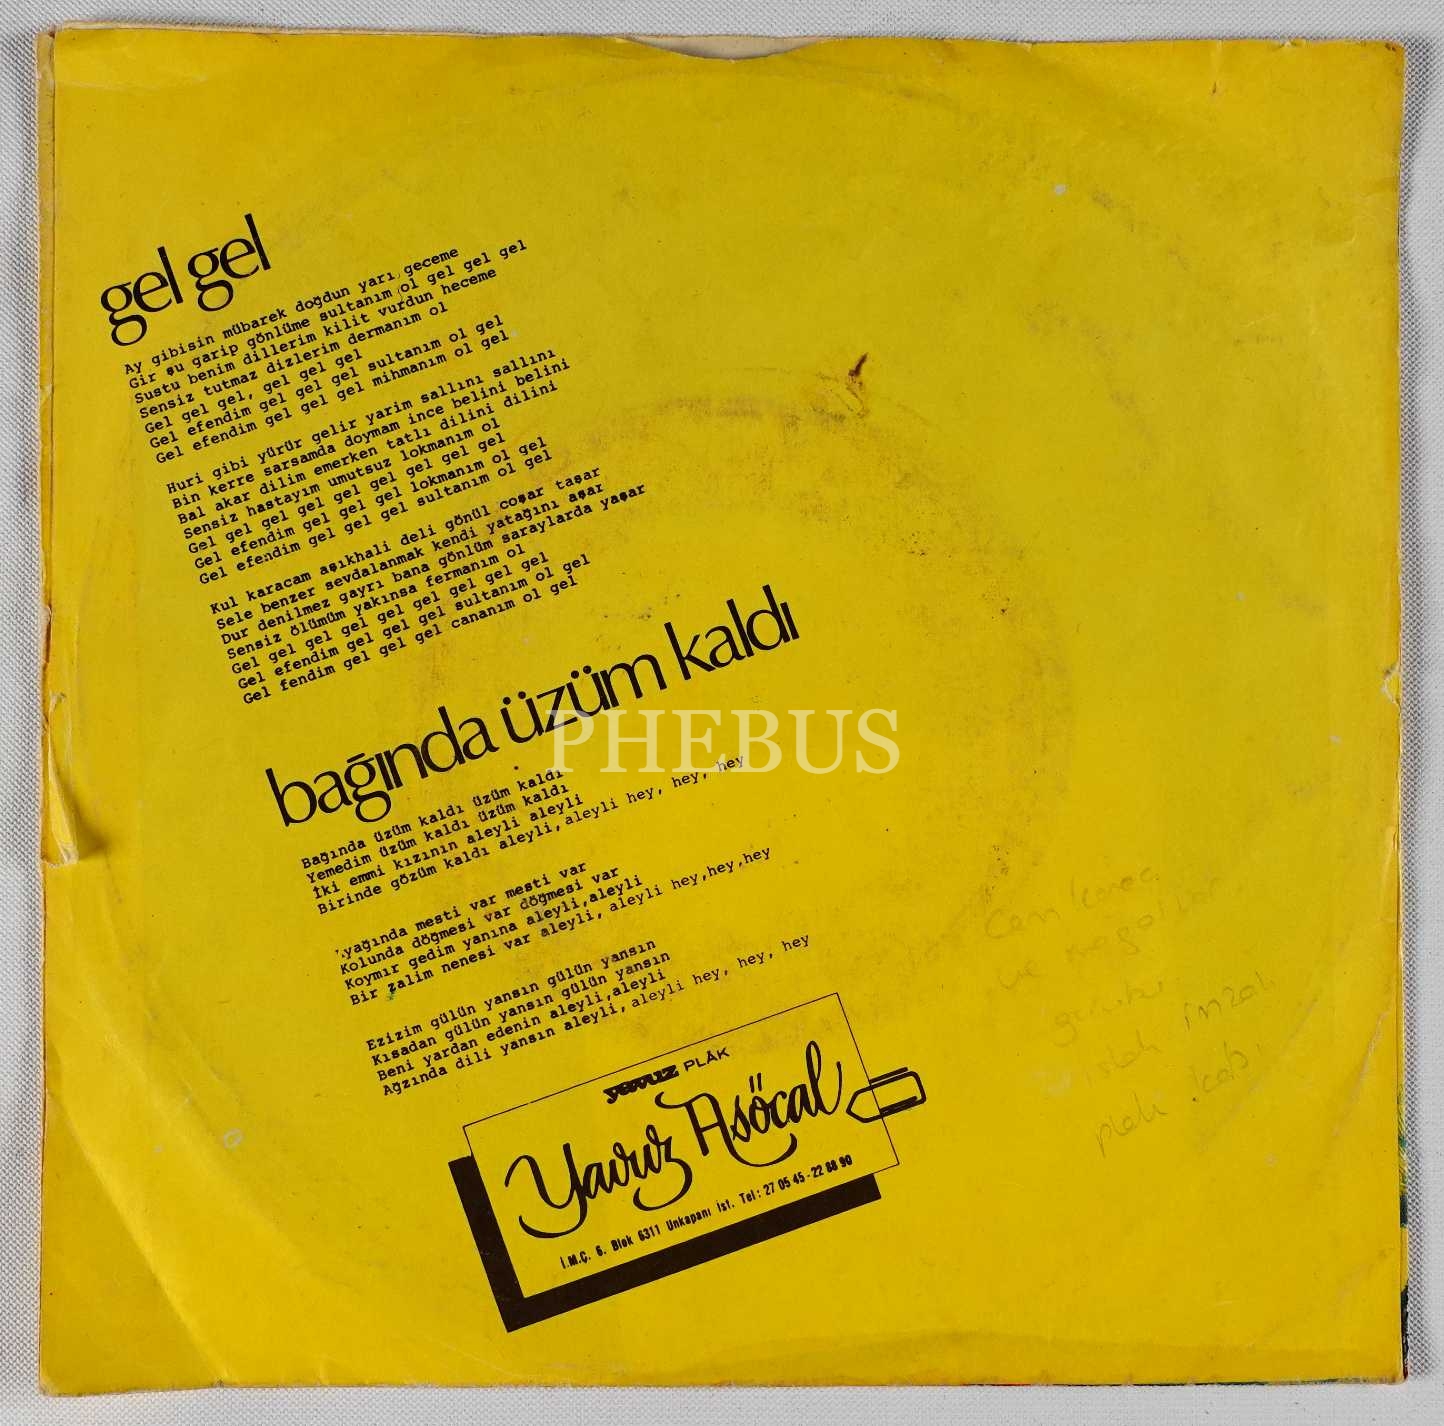 gel gel
Ay gibisin mübarek doğdun yarı geceme
Gir şu garip gönlüme sultanım ol gel gel gel
Sustu benim dillerim kilit vurdun heceme
Sensiz tutmaz dizlerim dermanım ol
Gel gel gel, gel gel gel
Gel efendim gel gel gel sultanım ol gel
Gel efendim gel gel gel mihmanım ol gel
Huri gibi yürür gelir yarim sallını sallını
Bin kerre sarsamda doymam ince belini belini
Bal akar dilim emerken tatlı dilini dilini
Sensiz hastayım umutsuz lokmanım ol
Gel gel gel gel gel gel gel gel gel
Gel efendim gel gel gel lokmanım ol gel
Gel efendim gel gel gel sultanım ol gel
Kul karacam aşıkhali deli gönül coşar taşar
Sele benzer sevdalanmak kendi yatağını aşar
Dur denilmez gayrı bana gönlüm saraylarda yaşar
Sensiz ölümüm yakınsa fermanım ol
Gel gel gel gel gel gel gel gel gel
Gel efendim gel gel gel sultanım ol gel
Gel fendim gel gel gel cananım ol gel
bağında üzüm kaldı
Bağında üzüm kaldı üzüm kaldı
Yemedim üzüm kaldı üzüm kaldı
İki emmi kızının aleyli aleyli
Birinde gözüm kaldı aleyli, aleyli hey, hey, hey
yağında mesti var mesti var
Kolunda döğmesi var döğmesi var
Koymır gedim yanına aleyli,aleyli
Bir zalim nenesi var aleyli, aleyli hey,hey,hey
Ezizim gülün yansın gülün yansın
Kısadan gülün yansın gülün yansın
Beni yardan edenin aleyli,aleyli
Ağzında dili yansın aleyli, aleyli hey, hey, hey
yavuz PLÂK
Yavuz Asöcal
İ.M.Ç. 6. Blok 6311 Unkapanı İst. Tel: 27 05 45 - 22 88 90
PHEBUS
Cem karac
ve
imzalı
plak kabı